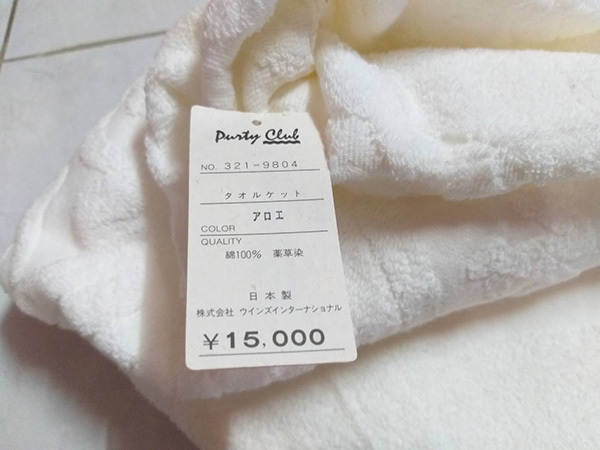 Purty Club
NO. 321-9804
タオルケット
アロエ
COLOR
QUALITY
綿100% 薬草染
日本製
株式会社 ウインズインターナショナル
¥15,000